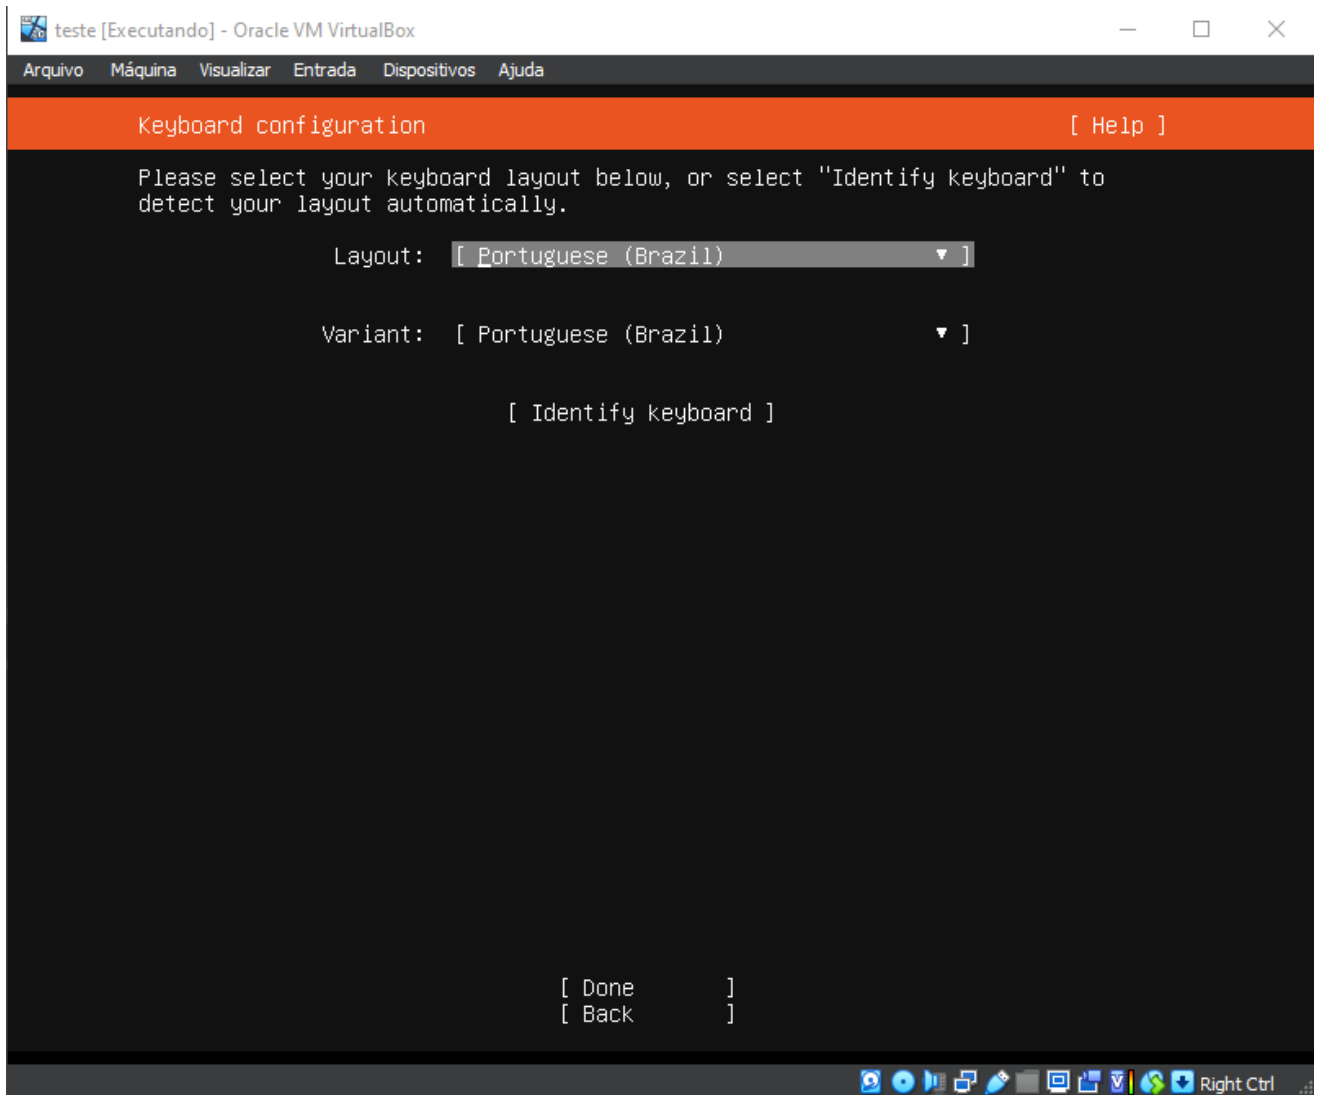 teste [Executando] - Oracle VM VirtualBox
Arquivo Máquina Visualizar Entrada Dispositivos Ajuda
Keyboard configuration [ Help ]
Please select your keyboard layout below, or select "Identify keyboard" to
detect your layout automatically.
Layout: [ Portuguese (Brazil) ▼ ]
Variant: [ Portuguese (Brazil) ▼ ]
[ Identify keyboard ]
[ Done ]
[ Back ]
Right Ctrl